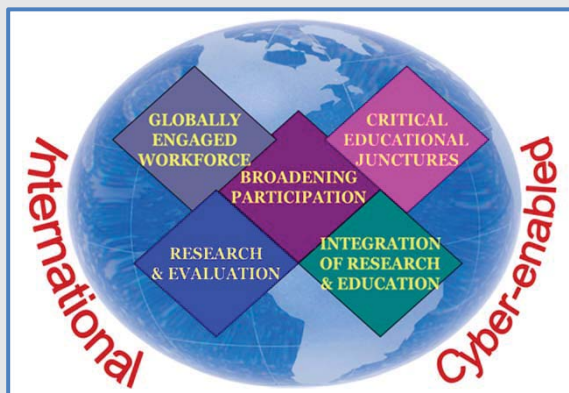 GLOBALLY
ENGAGED
WORKFORCE
CRITICAL
EDUCATIONAL
JUNCTURES
BROADENING
PARTICIPATION
RESEARCH
& EVALUATION
INTEGRATION
OF RESEARCH
& EDUCATION
International
Cyber-enabled